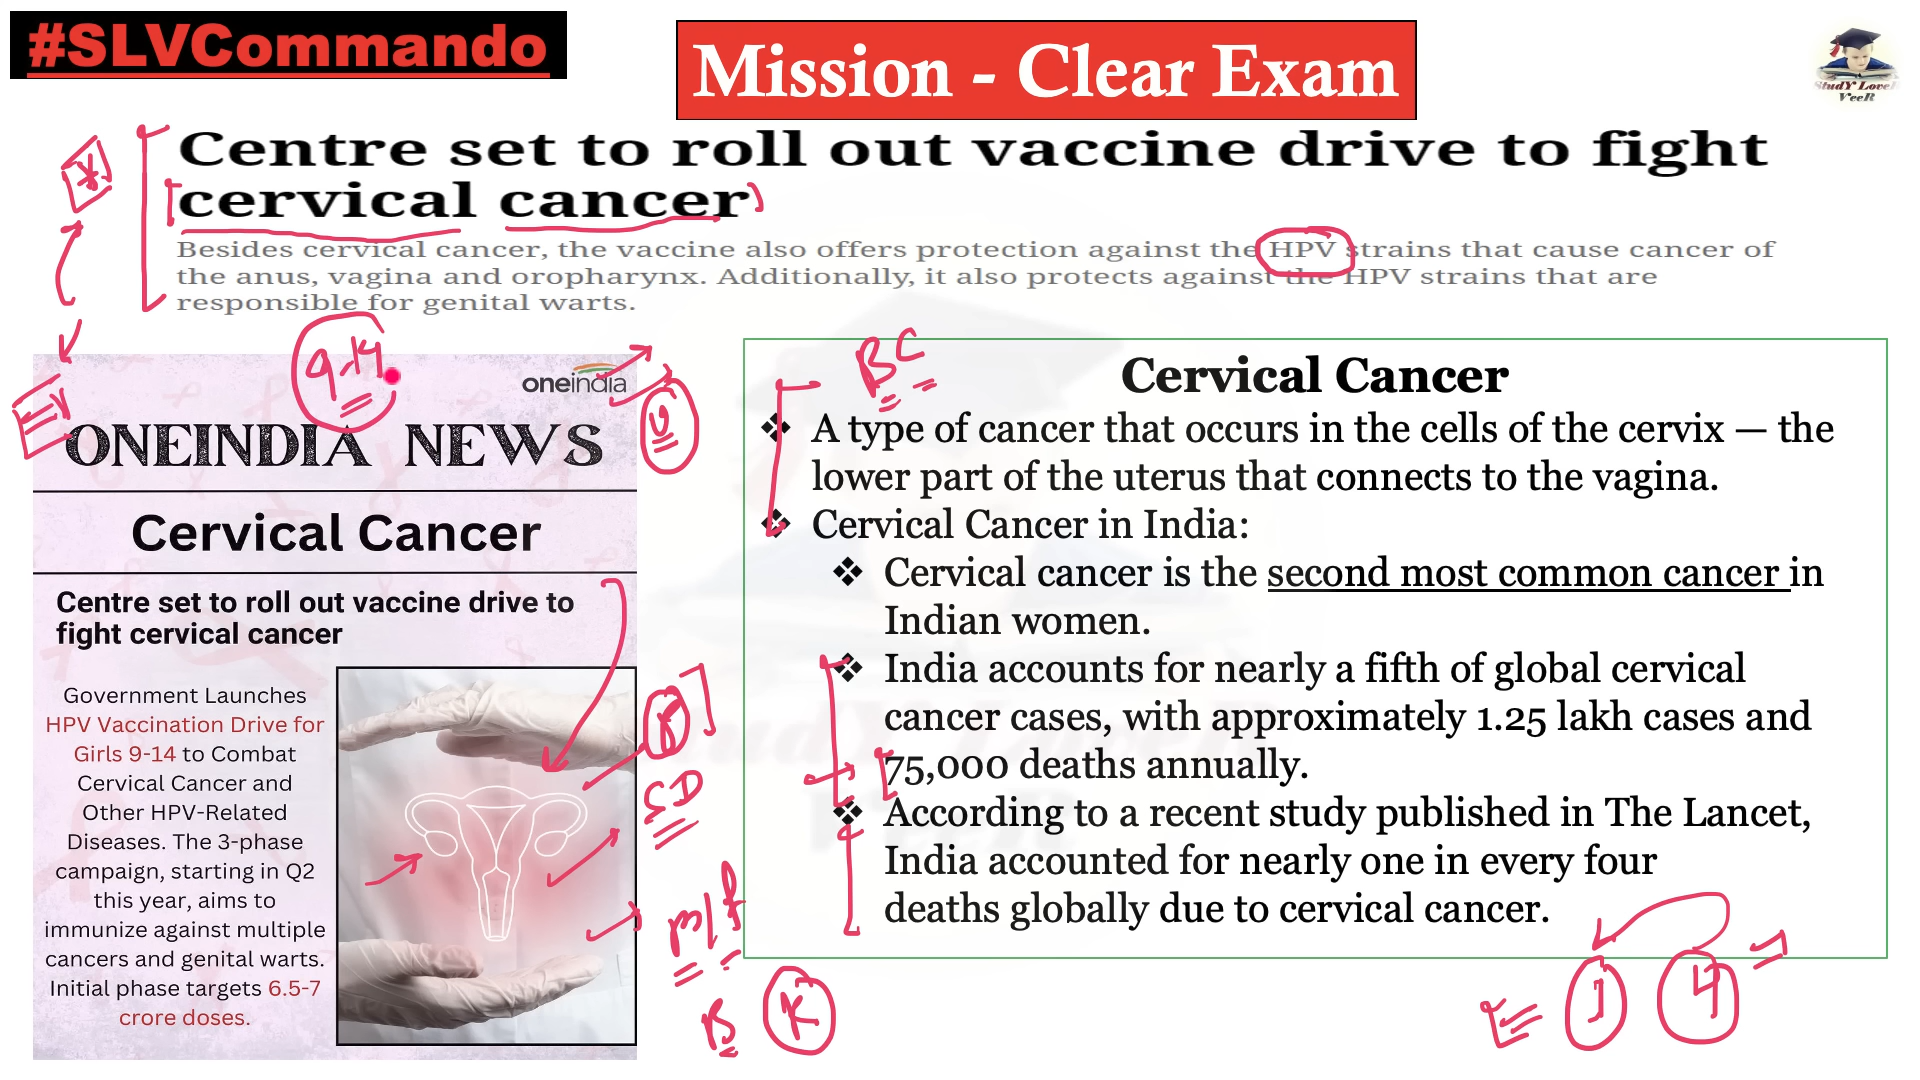 #SLVCommando
Mission - Clear Exam
StudY LoveR
VeeR
Centre set to roll out vaccine drive to fight
cervical cancer
Besides cervical cancer, the vaccine also offers protection against the HPV strains that cause cancer of
the anus, vagina and oropharynx. Additionally, it also protects against the HPV strains that are
responsible for genital warts.
9-14
oneindia
ONEINDIA NEWS
Cervical Cancer
Centre set to roll out vaccine drive to
fight cervical cancer
Government Launches
HPV Vaccination Drive for
Girls 9-14 to Combat
Cervical Cancer and
Other HPV-Related
Diseases. The 3-phase
campaign, starting in Q2
this year, aims to
immunize against multiple
cancers and genital warts.
Initial phase targets 6.5-7
crore doses.
SD
M/F
B
K
BC
Cervical Cancer
❖ A type of cancer that occurs in the cells of the cervix — the
lower part of the uterus that connects to the vagina.
❖ Cervical Cancer in India:
❖ Cervical cancer is the second most common cancer in
Indian women.
❖ India accounts for nearly a fifth of global cervical
cancer cases, with approximately 1.25 lakh cases and
75,000 deaths annually.
❖ According to a recent study published in The Lancet,
India accounted for nearly one in every four
deaths globally due to cervical cancer.
1 4